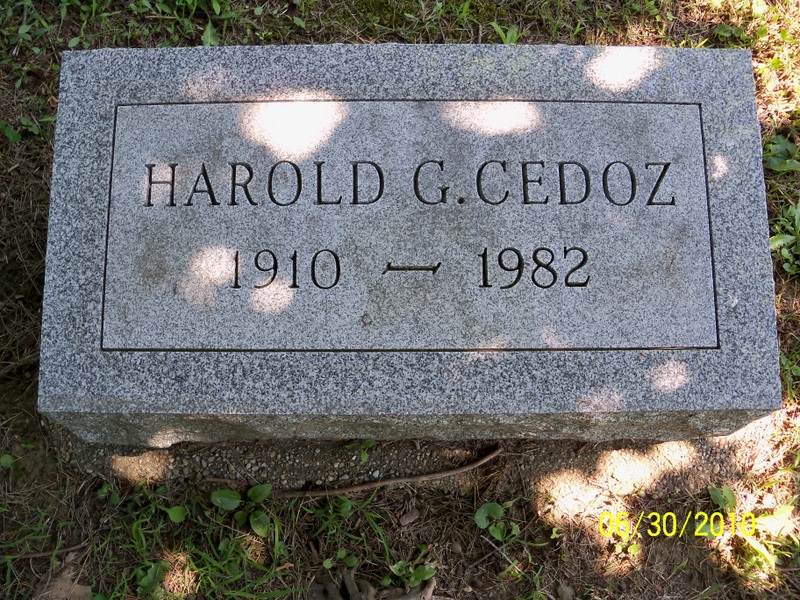 HAROLD G. CEDOZ
1910 — 1982
06/30/2010